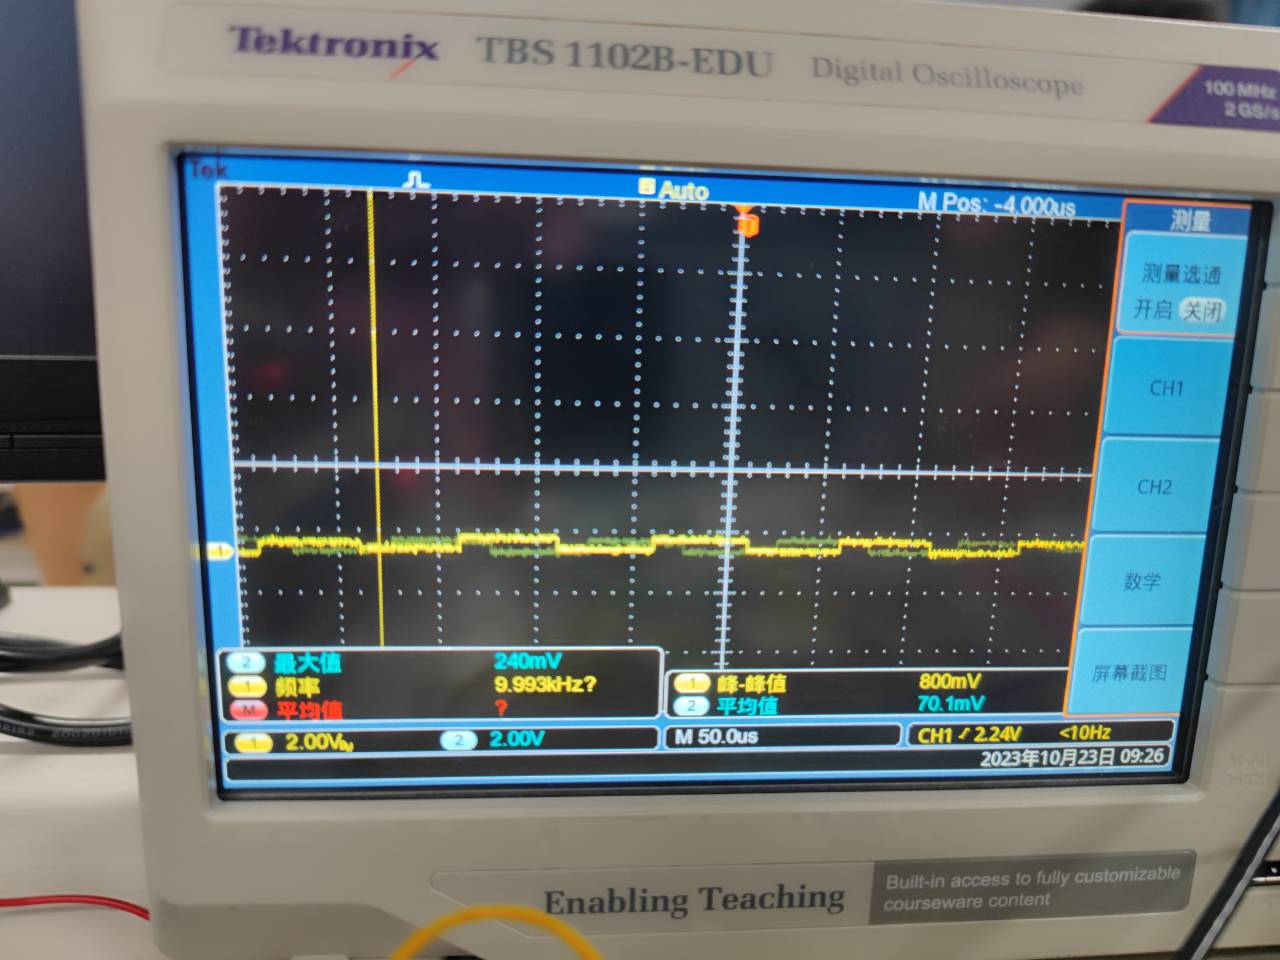 Tektronix TBS 1102B-EDU Digital Oscilloscope
100 MHz
2 GS/s
Tek Auto M Pos: -4.000us
测量
测量选通
开启 关闭
CH1
CH2
数学
屏幕截图
1
2 最大值 240mV
1 频率 9.993kHz?
M 平均值 ?
1 峰-峰值 800mV
2 平均值 70.1mV
1 2.00V 2 2.00V M 50.0us CH1 2.24V <10Hz
2023年10月23日 09:26
Enabling Teaching
Built-in access to fully customizable
courseware content